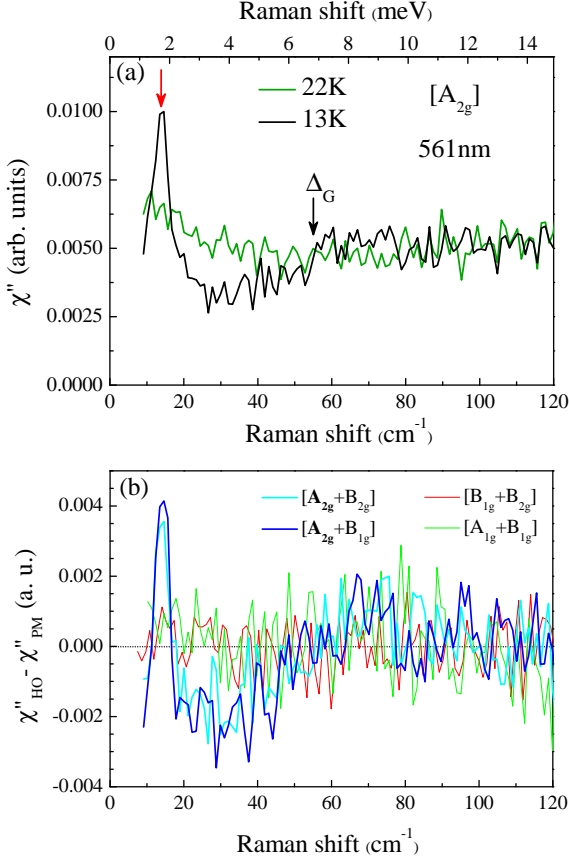 Raman shift (meV)
0 2 4 6 8 10 12 14
(a)
22K
13K
[A2g]
561nm
ΔG
0.0100
0.0075
0.0050
0.0025
0.0000
χ'' (arb. units)
0 20 40 60 80 100 120
Raman shift (cm-1)
(b)
[A2g+B2g]
[A2g+B1g]
[B1g+B2g]
[A1g+B1g]
0.004
0.002
0.000
-0.002
-0.004
χ''HO - χ''PM (a. u.)
0 20 40 60 80 100 120
Raman shift (cm-1)